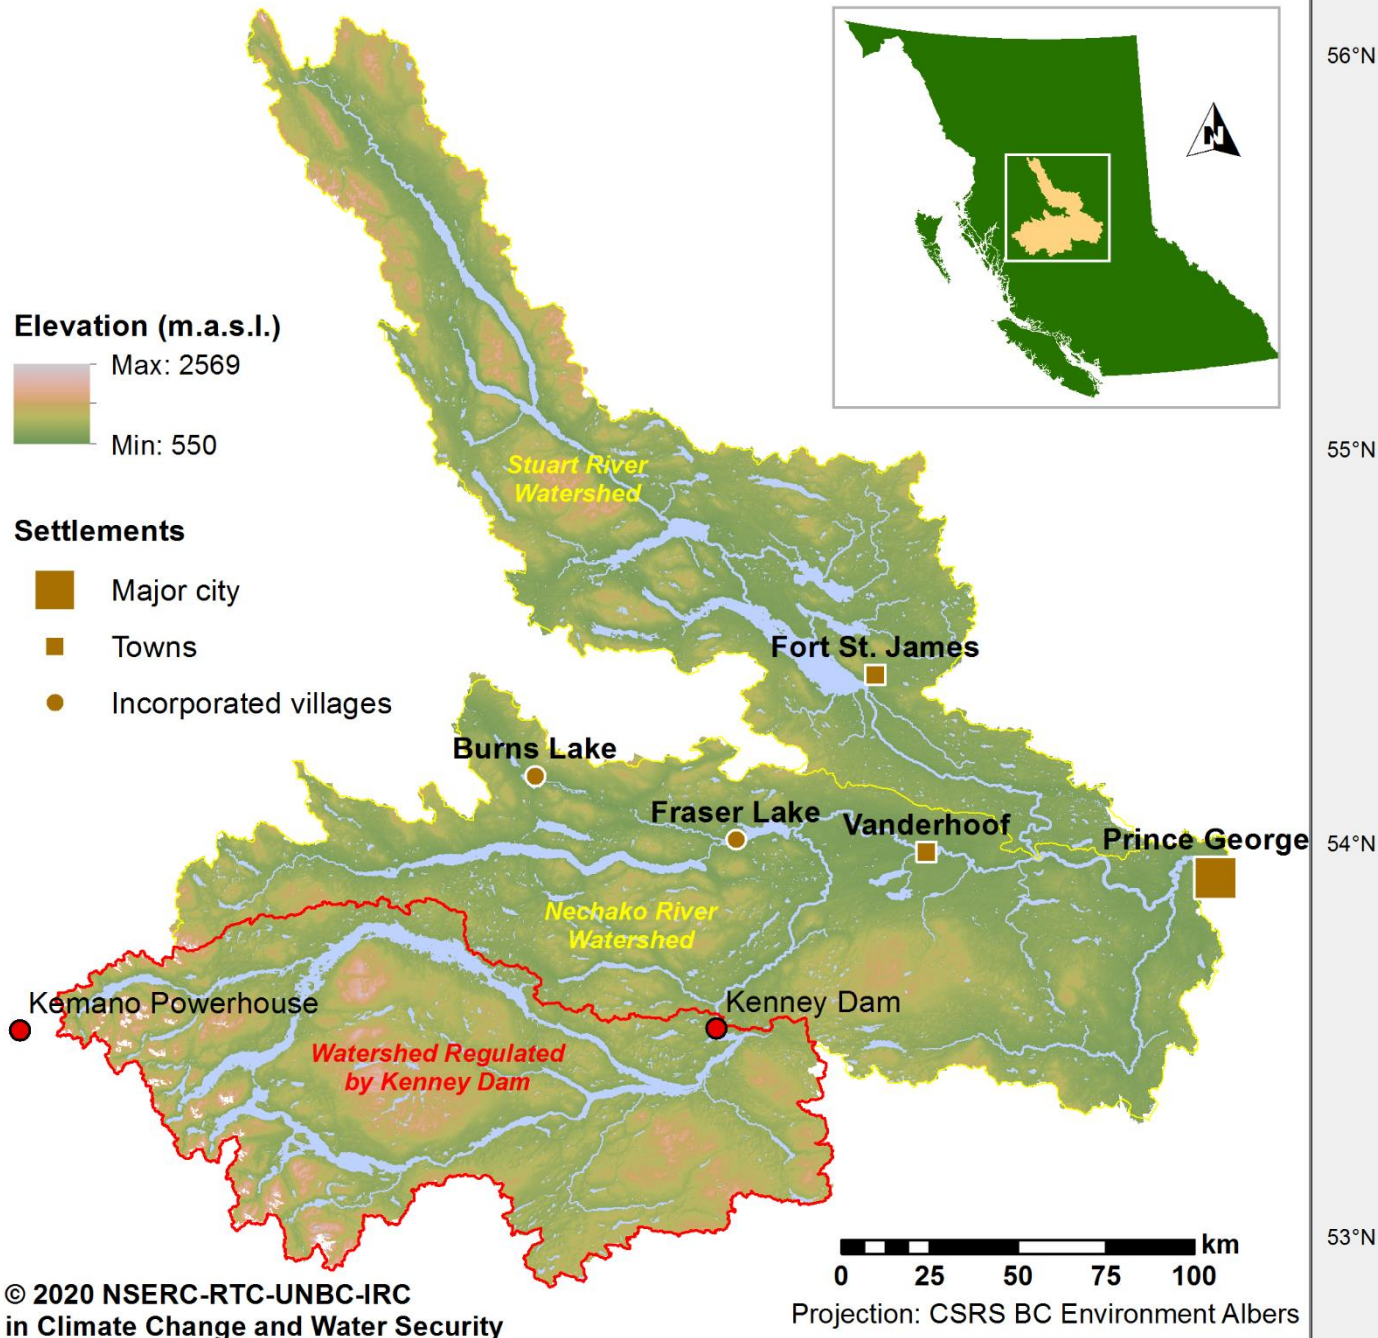 56°N
N
Elevation (m.a.s.l.)
Max: 2569
Min: 550
55°N
Stuart River
Watershed
Settlements
Major city
Towns
Incorporated villages
Fort St. James
Burns Lake
Fraser Lake
Vanderhoof
Prince George
54°N
Nechako River
Watershed
Kemano Powerhouse
Kenney Dam
Watershed Regulated
by Kenney Dam
53°N
km
0 25 50 75 100
Projection: CSRS BC Environment Albers
© 2020 NSERC-RTC-UNBC-IRC
in Climate Change and Water Security